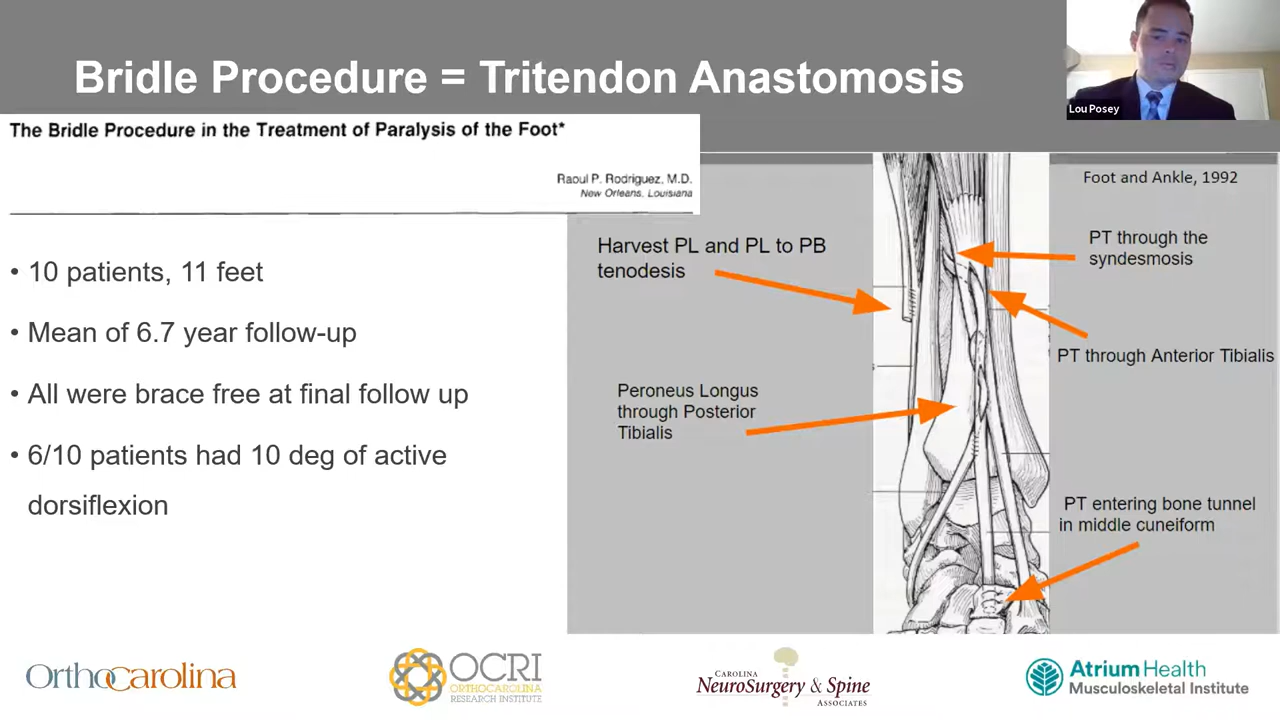 Bridle Procedure = Tritendon Anastomosis
Lou Posey
The Bridle Procedure in the Treatment of Paralysis of the Foot*
Raoul P. Rodriguez, M.D.
New Orleans, Louisiana
• 10 patients, 11 feet
• Mean of 6.7 year follow-up
• All were brace free at final follow up
• 6/10 patients had 10 deg of active
dorsiflexion
Foot and Ankle, 1992
Harvest PL and PL to PB
tenodesis
PT through the
syndesmosis
PT through Anterior Tibialis
Peroneus Longus
through Posterior
Tibialis
PT entering bone tunnel
in middle cuneiform
OrthoCarolina
OCRI
ORTHOCAROLINA
RESEARCH INSTITUTE
CAROLINA
NEUROSURGERY & SPINE
ASSOCIATES
Atrium Health
Musculoskeletal Institute